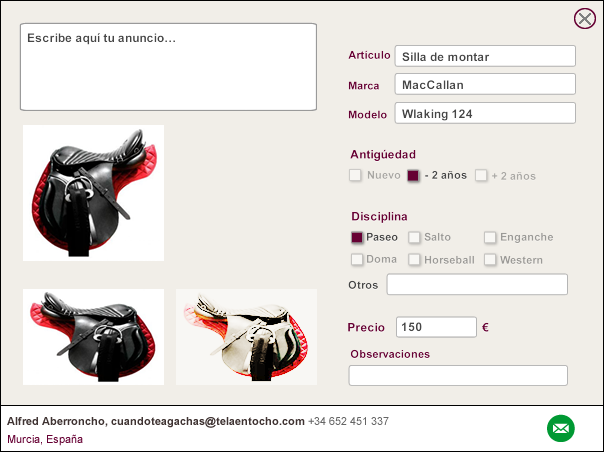 Escribe aquí tu anuncio...
Artículo
Silla de montar
Marca
MacCallan
Modelo
Wlaking 124
Antigúedad
Nuevo
- 2 años
+ 2 años
Disciplina
Paseo
Salto
Enganche
Doma
Horseball
Western
Otros
Precio
150
€
Observaciones
Alfred Aberroncho, cuandoteagachas@telaentocho.com +34 652 451 337
Murcia, España